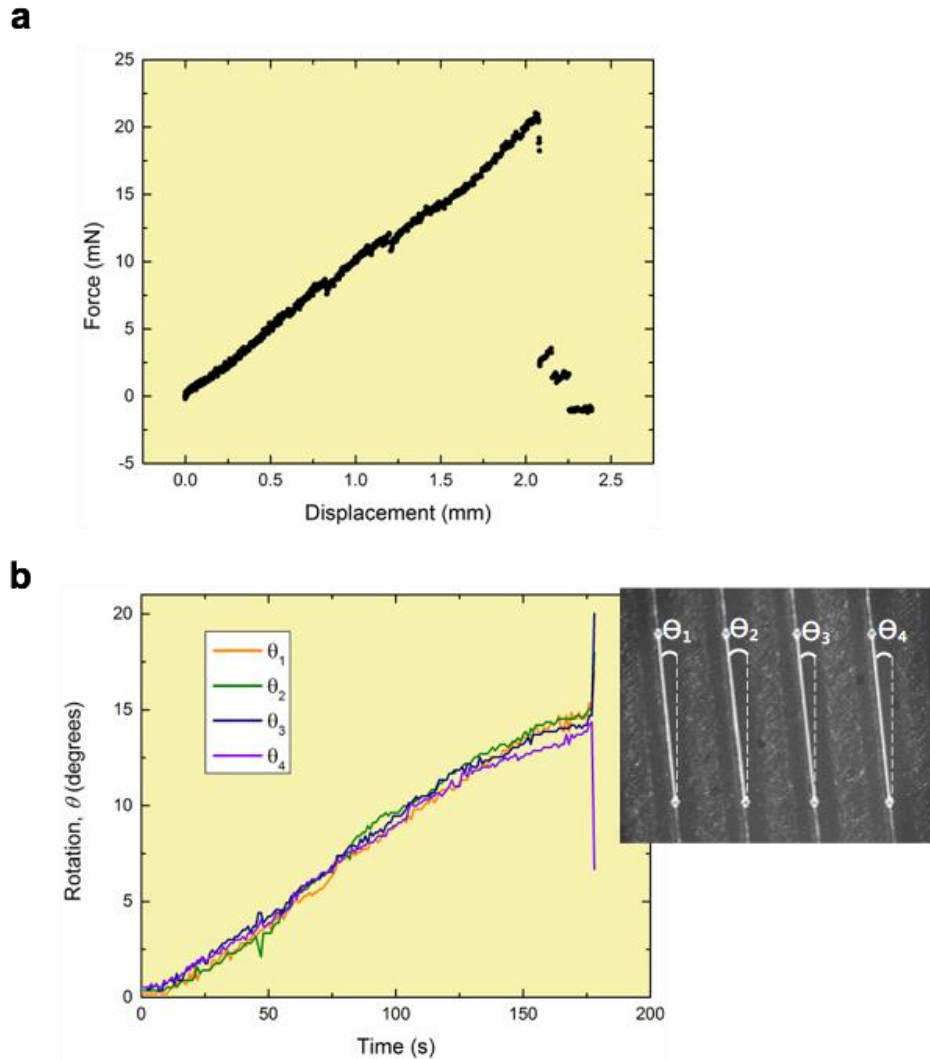 a
25
20
15
10
5
0
-5
Force (mN)
0.0 0.5 1.0 1.5 2.0 2.5
Displacement (mm)
b
20
15
10
5
0
Rotation, θ (degrees)
θ1
θ2
θ3
θ4
0 50 100 150 200
Time (s)
Θ1 Θ2 Θ3 Θ4